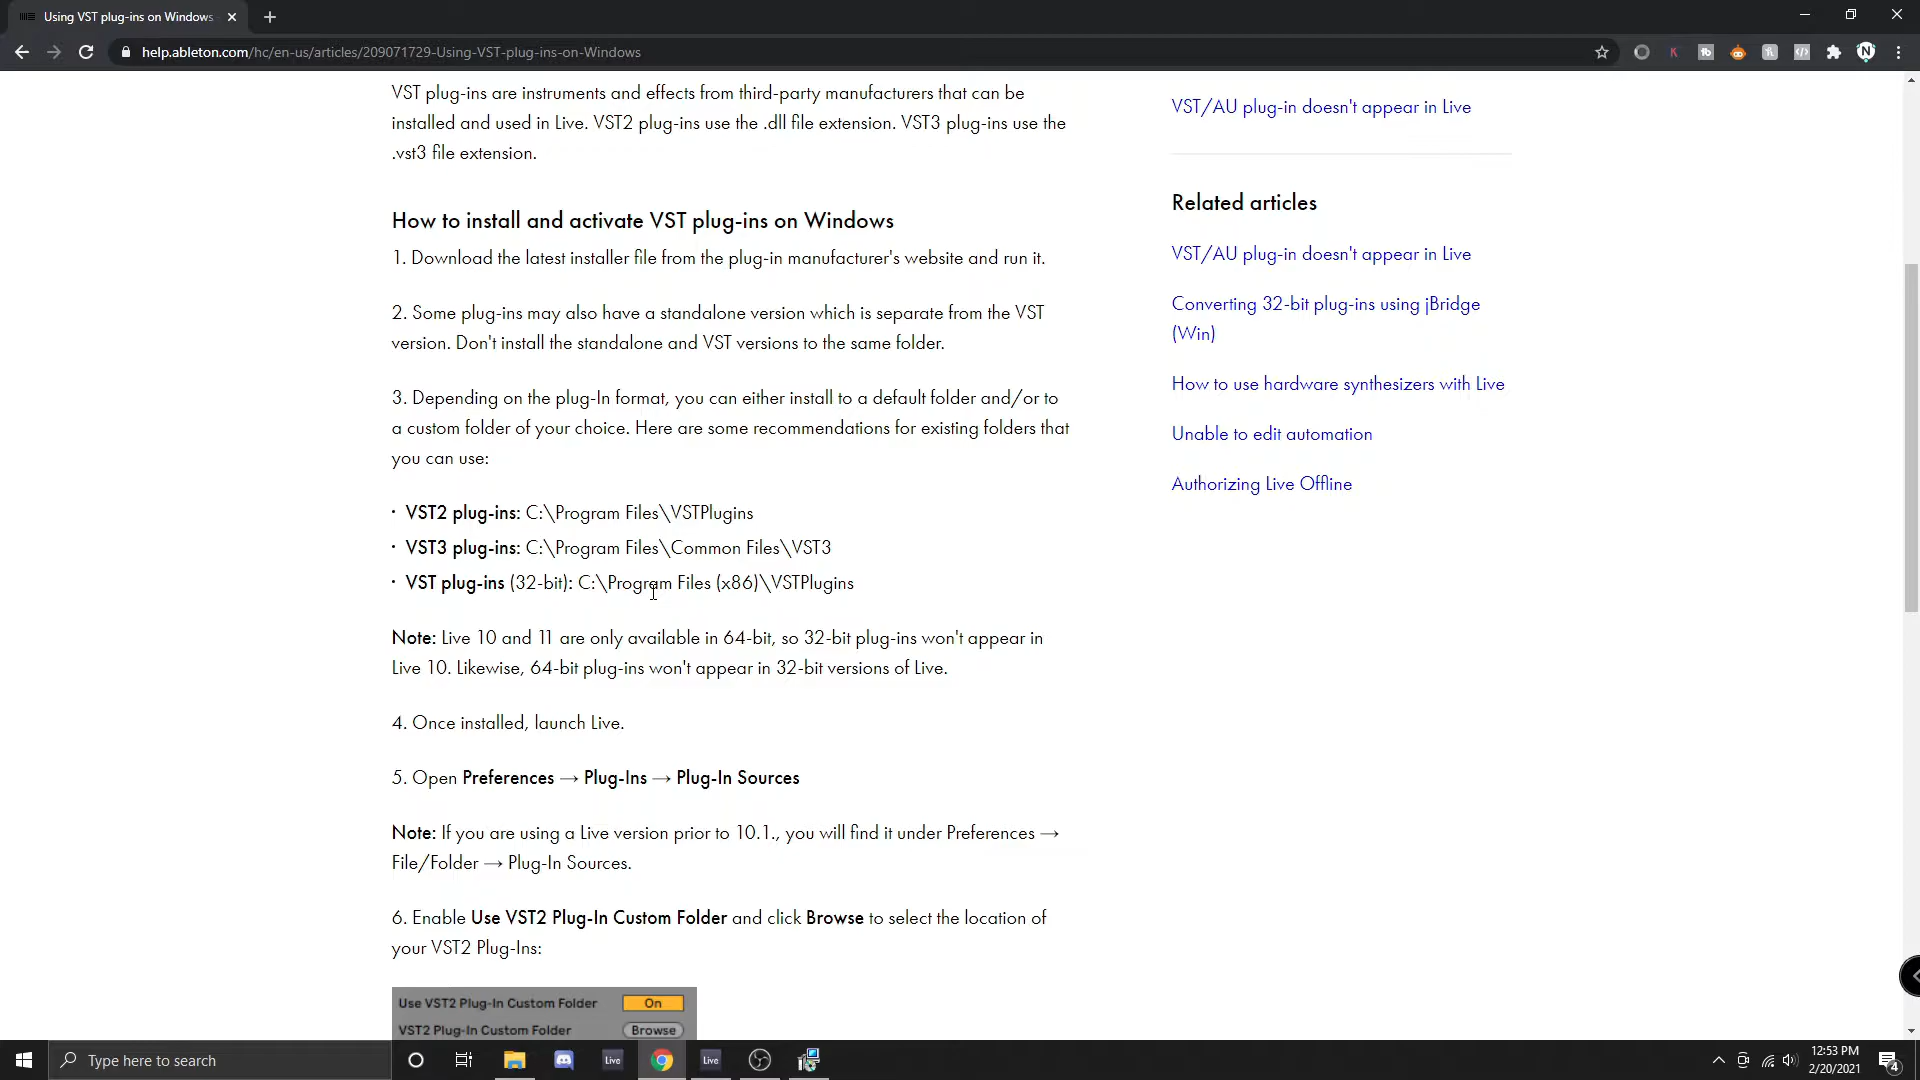 Using VST plug-ins on Windows
help.ableton.com/hc/en-us/articles/209071729-Using-VST-plug-ins-on-Windows
VST plug-ins are instruments and effects from third-party manufacturers that can be
installed and used in Live. VST2 plug-ins use the .dll file extension. VST3 plug-ins use the
.vst3 file extension.
How to install and activate VST plug-ins on Windows
1. Download the latest installer file from the plug-in manufacturer's website and run it.
2. Some plug-ins may also have a standalone version which is separate from the VST
version. Don't install the standalone and VST versions to the same folder.
3. Depending on the plug-In format, you can either install to a default folder and/or to
a custom folder of your choice. Here are some recommendations for existing folders that
you can use:
• VST2 plug-ins: C:\Program Files\VSTPlugins
• VST3 plug-ins: C:\Program Files\Common Files\VST3
• VST plug-ins (32-bit): C:\Program Files (x86)\VSTPlugins
Note: Live 10 and 11 are only available in 64-bit, so 32-bit plug-ins won't appear in
Live 10. Likewise, 64-bit plug-ins won't appear in 32-bit versions of Live.
4. Once installed, launch Live.
5. Open Preferences → Plug-Ins → Plug-In Sources
Note: If you are using a Live version prior to 10.1., you will find it under Preferences →
File/Folder → Plug-In Sources.
6. Enable Use VST2 Plug-In Custom Folder and click Browse to select the location of
your VST2 Plug-Ins:
Use VST2 Plug-In Custom Folder On
VST2 Plug-In Custom Folder Browse
VST/AU plug-in doesn't appear in Live
Related articles
VST/AU plug-in doesn't appear in Live
Converting 32-bit plug-ins using jBridge
(Win)
How to use hardware synthesizers with Live
Unable to edit automation
Authorizing Live Offline
Type here to search
Live
Live
12:53 PM
2/20/2021
4